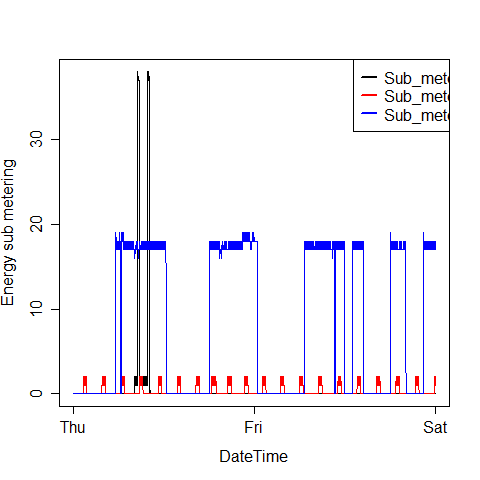 Sub_mete
Sub_mete
Sub_mete
Energy sub metering
0
10
20
30
Thu
Fri
Sat
DateTime